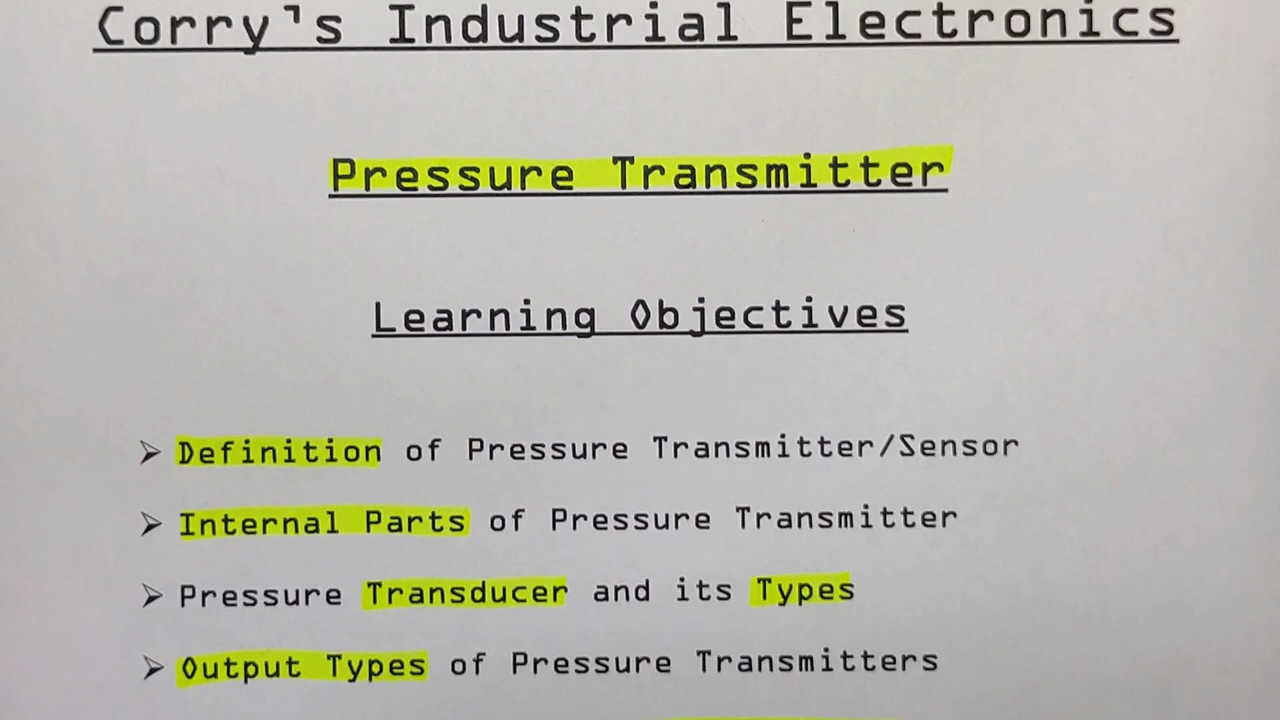 Corry's Industrial Electronics
Pressure Transmitter
Learning Objectives
➢ Definition of Pressure Transmitter/Sensor
➢ Internal Parts of Pressure Transmitter
➢ Pressure Transducer and its Types
➢ Output Types of Pressure Transmitters